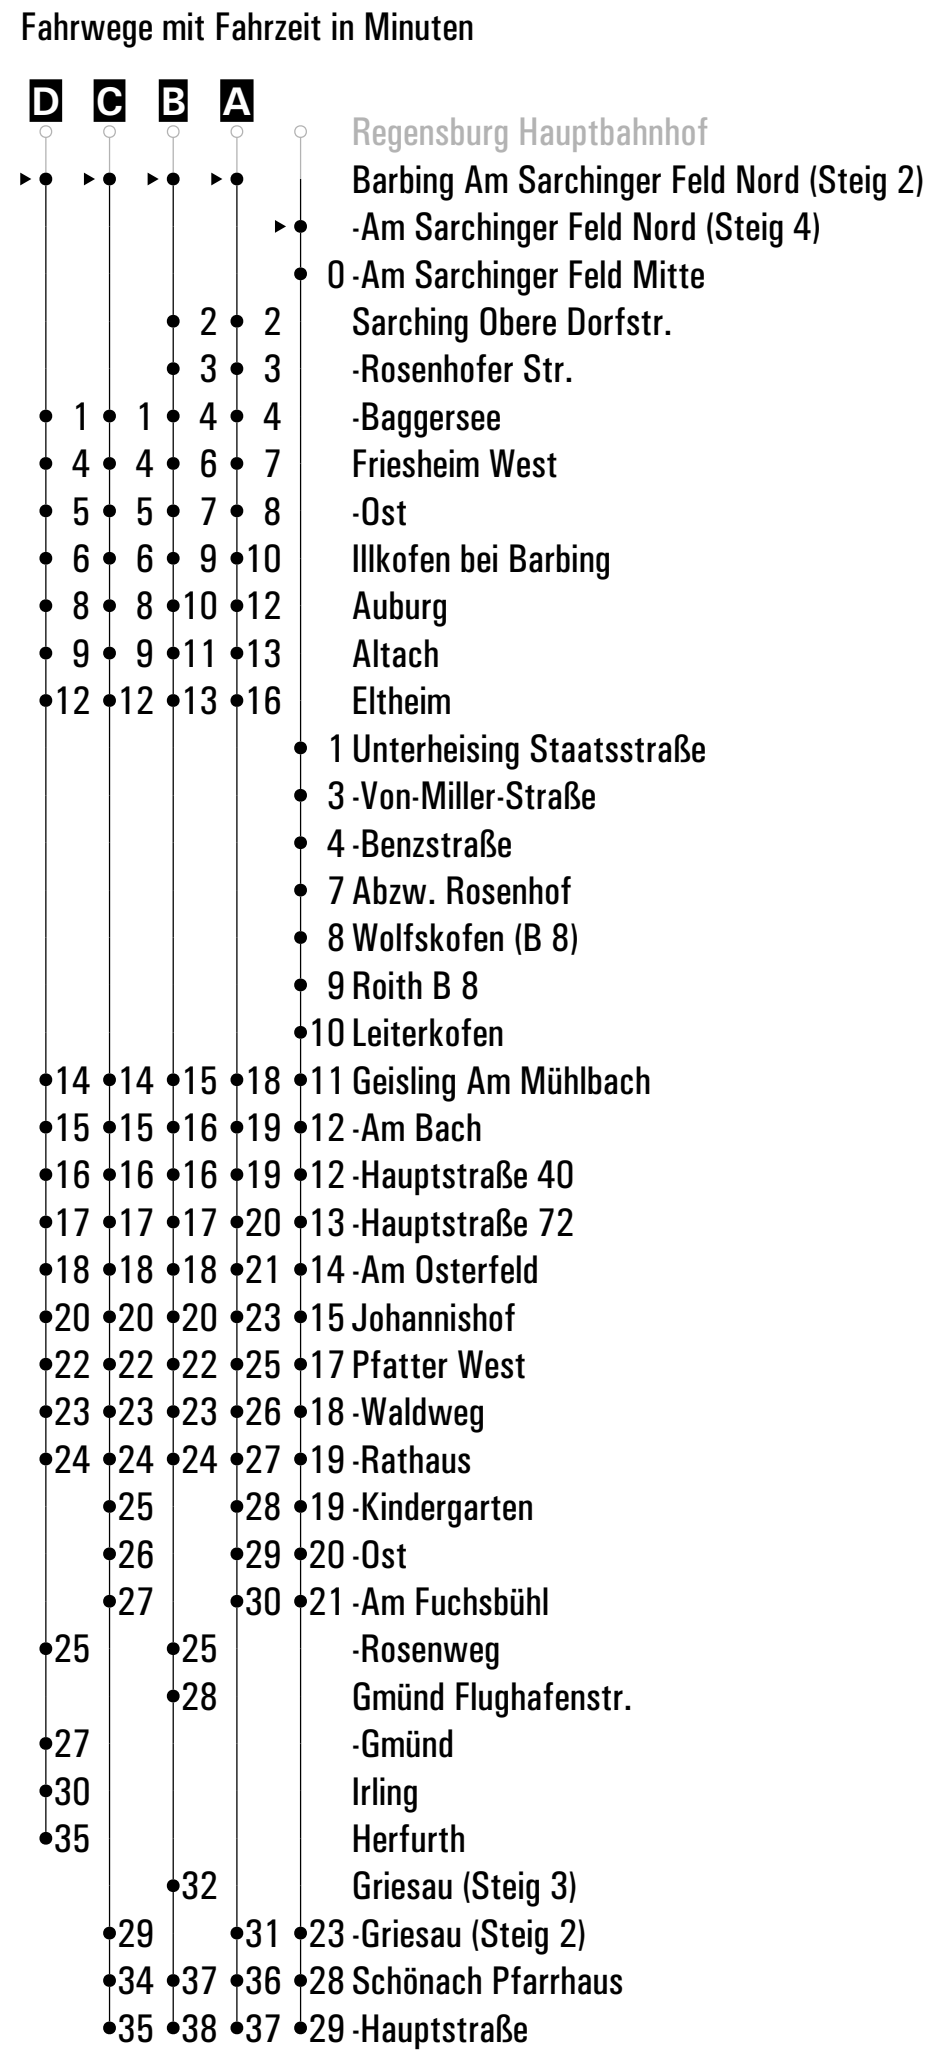 Fahrwege mit Fahrzeit in Minuten
D C B A
Regensburg Hauptbahnhof
Barbing Am Sarchinger Feld Nord (Steig 2)
-Am Sarchinger Feld Nord (Steig 4)
0 -Am Sarchinger Feld Mitte
2 2 Sarching Obere Dorfstr.
3 3 -Rosenhofer Str.
1 1 4 4 -Baggersee
4 4 6 7 Friesheim West
5 5 7 8 -Ost
6 6 9 10 Illkofen bei Barbing
8 8 10 12 Auburg
9 9 11 13 Altach
12 12 13 16 Eltheim
1 Unterheising Staatsstraße
3 -Von-Miller-Straße
4 -Benzstraße
7 Abzw. Rosenhof
8 Wolfskofen (B 8)
9 Roith B 8
10 Leiterkofen
14 14 15 18 11 Geisling Am Mühlbach
15 15 16 19 12 -Am Bach
16 16 16 19 12 -Hauptstraße 40
17 17 17 20 13 -Hauptstraße 72
18 18 18 21 14 -Am Osterfeld
20 20 20 23 15 Johannishof
22 22 22 25 17 Pfatter West
23 23 23 26 18 -Waldweg
24 24 24 27 19 -Rathaus
25 28 19 -Kindergarten
26 29 20 -Ost
27 30 21 -Am Fuchsbühl
25 25 -Rosenweg
28 Gmünd Flughafenstr.
27 -Gmünd
30 Irling
35 Herfurth
32 Griesau (Steig 3)
29 31 23 -Griesau (Steig 2)
34 37 36 28 Schönach Pfarrhaus
35 38 37 29 -Hauptstraße